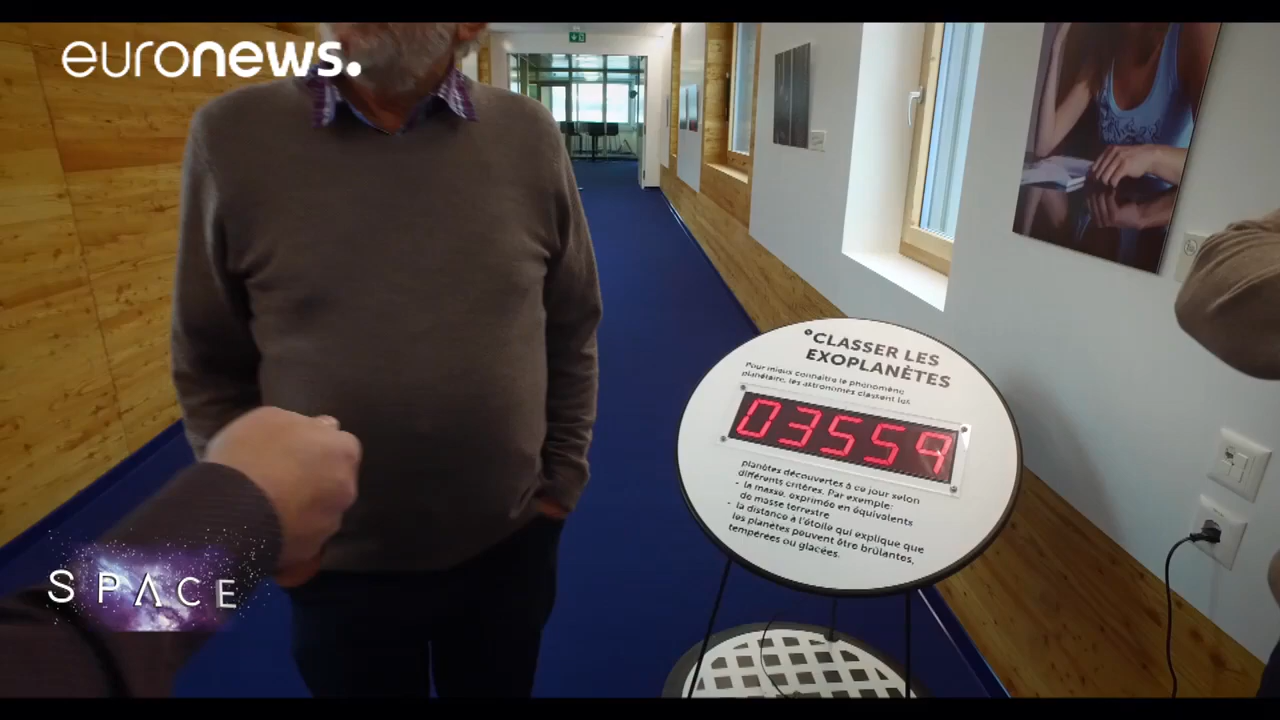 euronews.
CLASSER LES
EXOPLANÈTES
Pour mieux connaître le phénomène
planétaire, les astronomes classent les
03559
planètes découvertes à ce jour selon
différents critères. Par exemple:
- la masse, exprimée en équivalents
de masse terrestre
- la distance à l'étoile qui explique que
les planètes peuvent être brûlantes,
tempérées ou glacées.
SPACE